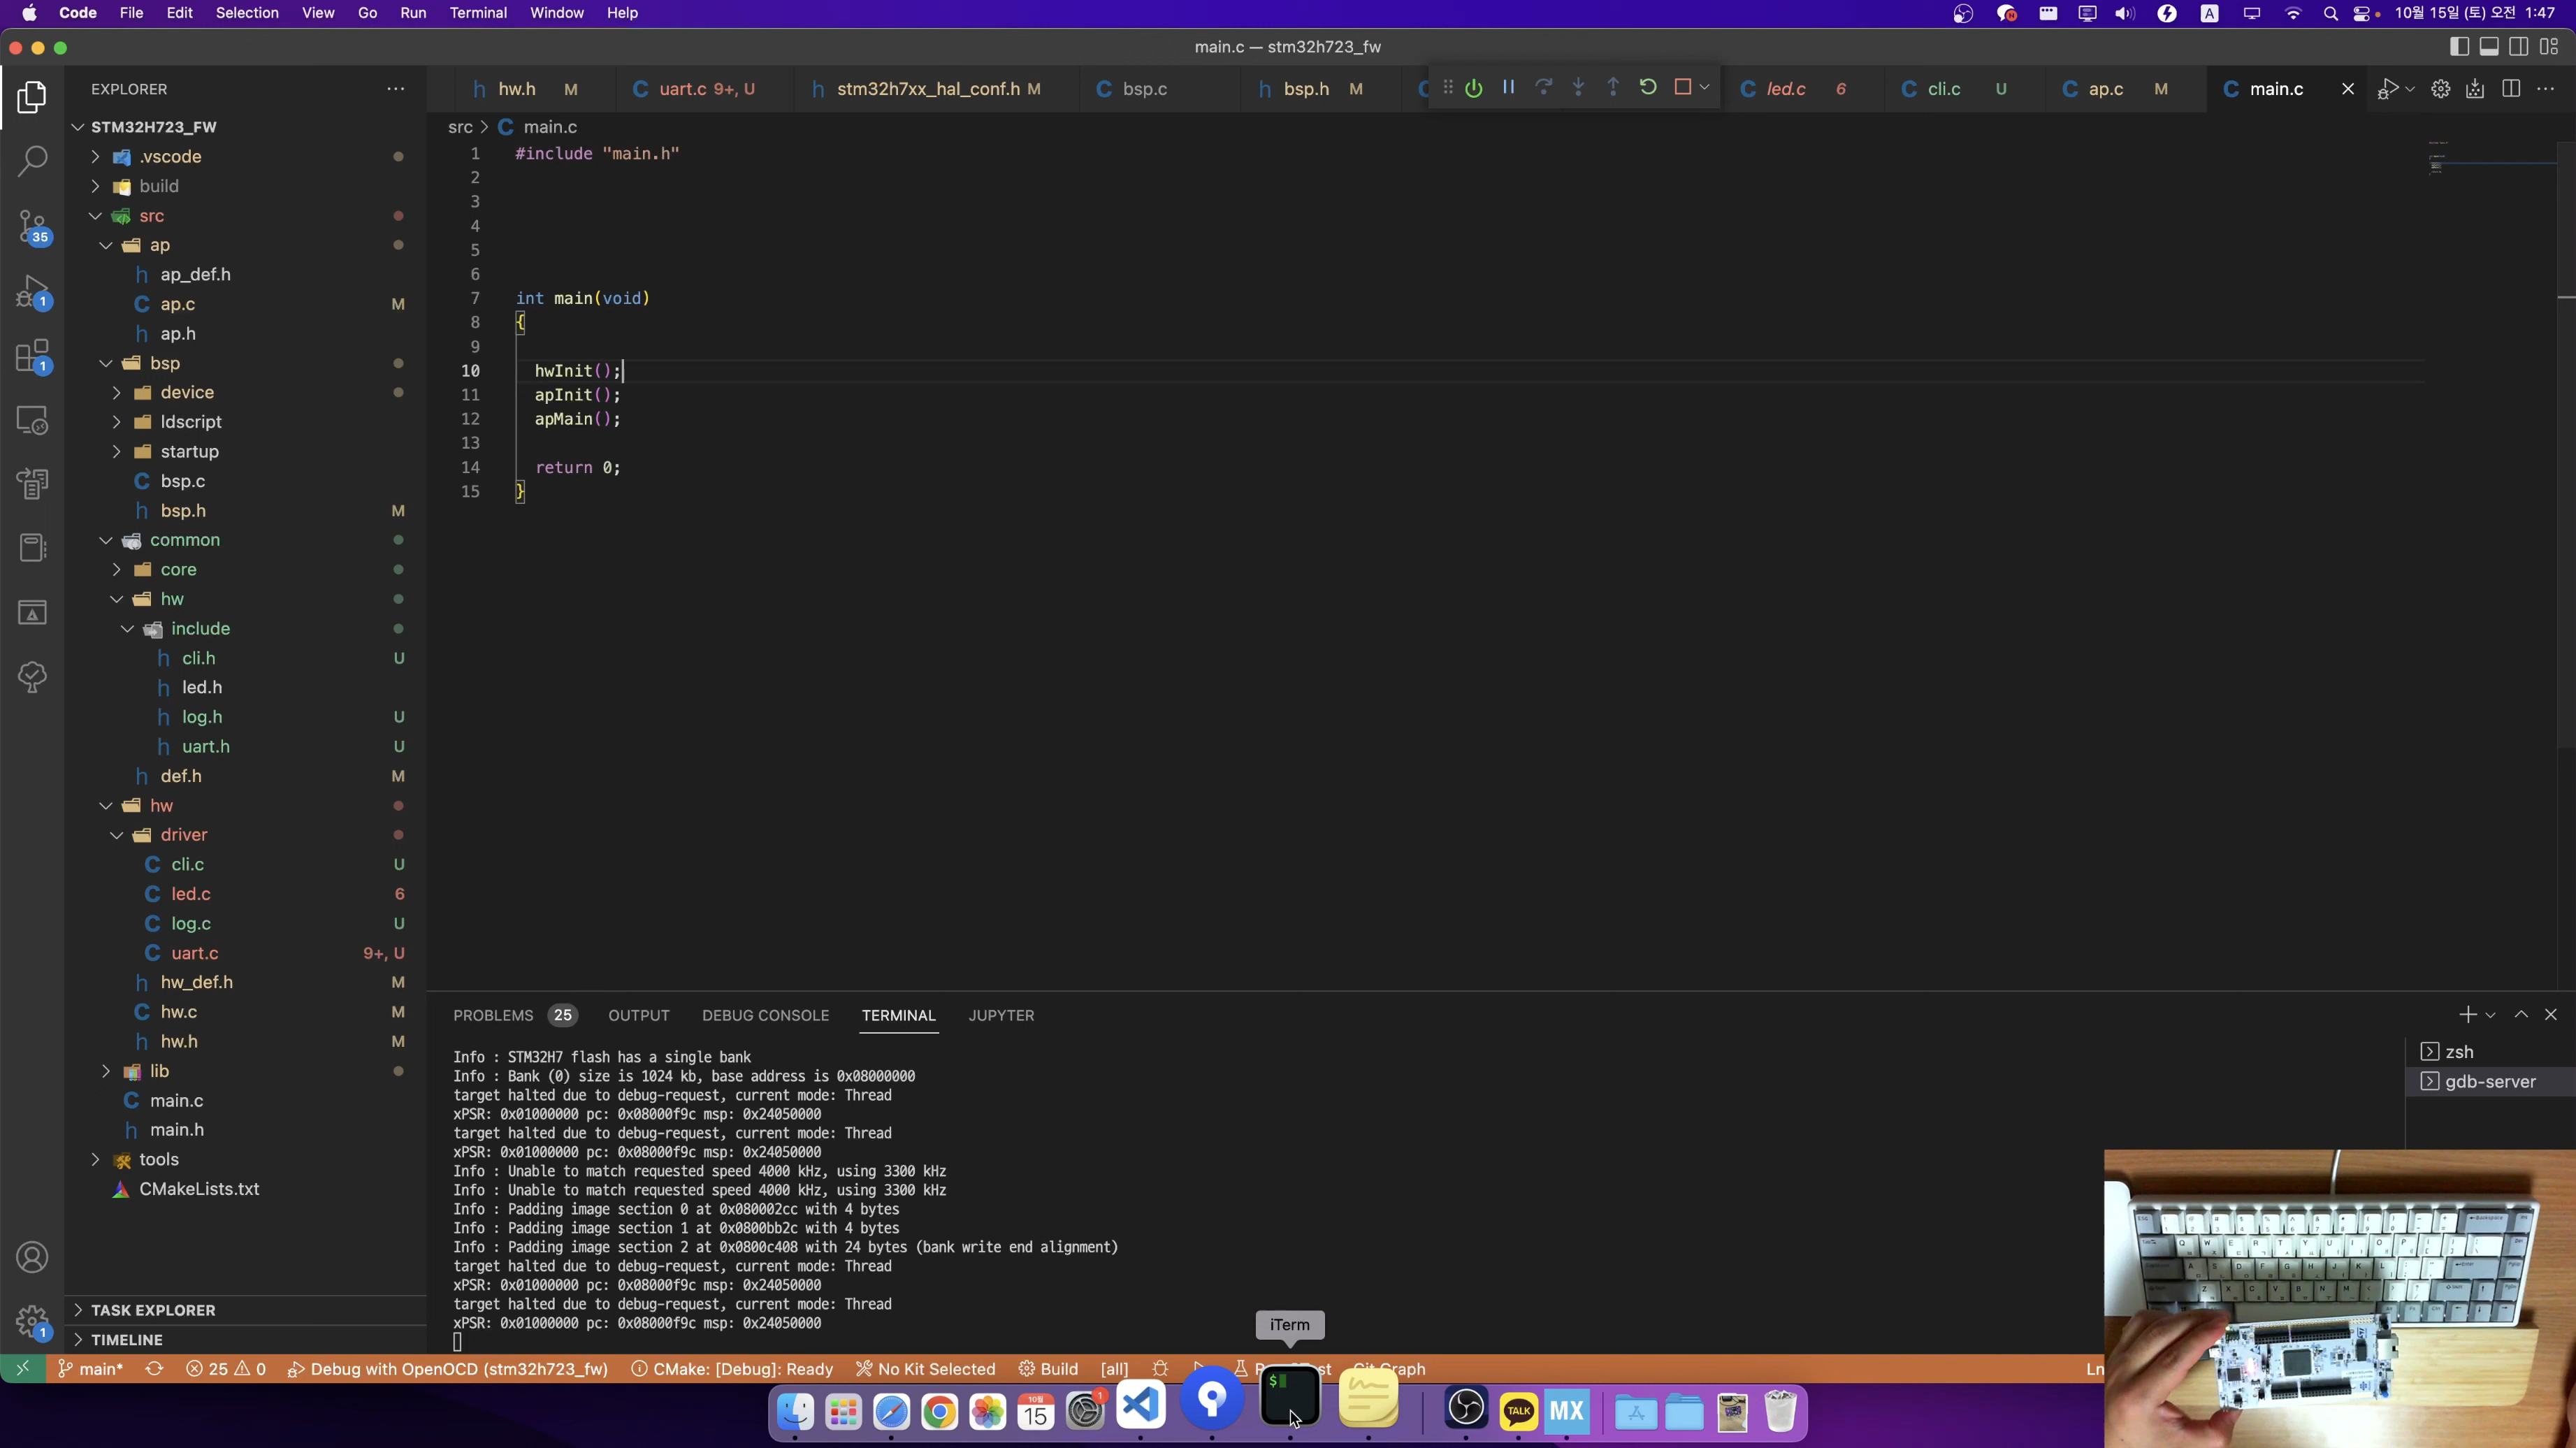 Code File Edit Selection View Go Run Terminal Window Help
A 10월 15일 (토) 오전 1:47
main.c — stm32h723_fw
EXPLORER
hw.h M uart.c 9+, U stm32h7xx_hal_conf.h M bsp.c bsp.h M led.c 6 cli.c U ap.c M main.c
src > C main.c
STM32H723_FW
.vscode
build
src
ap
ap_def.h
ap.c M
ap.h
bsp
device
ldscript
startup
bsp.c
bsp.h M
common
core
hw
include
cli.h U
led.h
log.h U
uart.h U
def.h M
hw
driver
cli.c U
led.c 6
log.c U
uart.c 9+, U
hw_def.h M
hw.c M
hw.h M
lib
main.c
main.h
tools
CMakeLists.txt
TASK EXPLORER
TIMELINE
35
1
1
1
1 #include "main.h"
2
3
4
5
6
7 int main(void)
8 {
9
10 hwInit();
11 apInit();
12 apMain();
13
14 return 0;
15 }
PROBLEMS 25 OUTPUT DEBUG CONSOLE TERMINAL JUPYTER
Info : STM32H7 flash has a single bank
Info : Bank (0) size is 1024 kb, base address is 0x08000000
target halted due to debug-request, current mode: Thread
xPSR: 0x01000000 pc: 0x08000f9c msp: 0x24050000
target halted due to debug-request, current mode: Thread
xPSR: 0x01000000 pc: 0x08000f9c msp: 0x24050000
Info : Unable to match requested speed 4000 kHz, using 3300 kHz
Info : Unable to match requested speed 4000 kHz, using 3300 kHz
Info : Padding image section 0 at 0x080002cc with 4 bytes
Info : Padding image section 1 at 0x0800bb2c with 4 bytes
Info : Padding image section 2 at 0x0800c408 with 24 bytes (bank write end alignment)
target halted due to debug-request, current mode: Thread
xPSR: 0x01000000 pc: 0x08000f9c msp: 0x24050000
target halted due to debug-request, current mode: Thread
xPSR: 0x01000000 pc: 0x08000f9c msp: 0x24050000
zsh
gdb-server
iTerm
main* 25 0 Debug with OpenOCD (stm32h723_fw) CMake: [Debug]: Ready No Kit Selected Build [all] Graph Ln
10월
15
1
$
TALK
MX